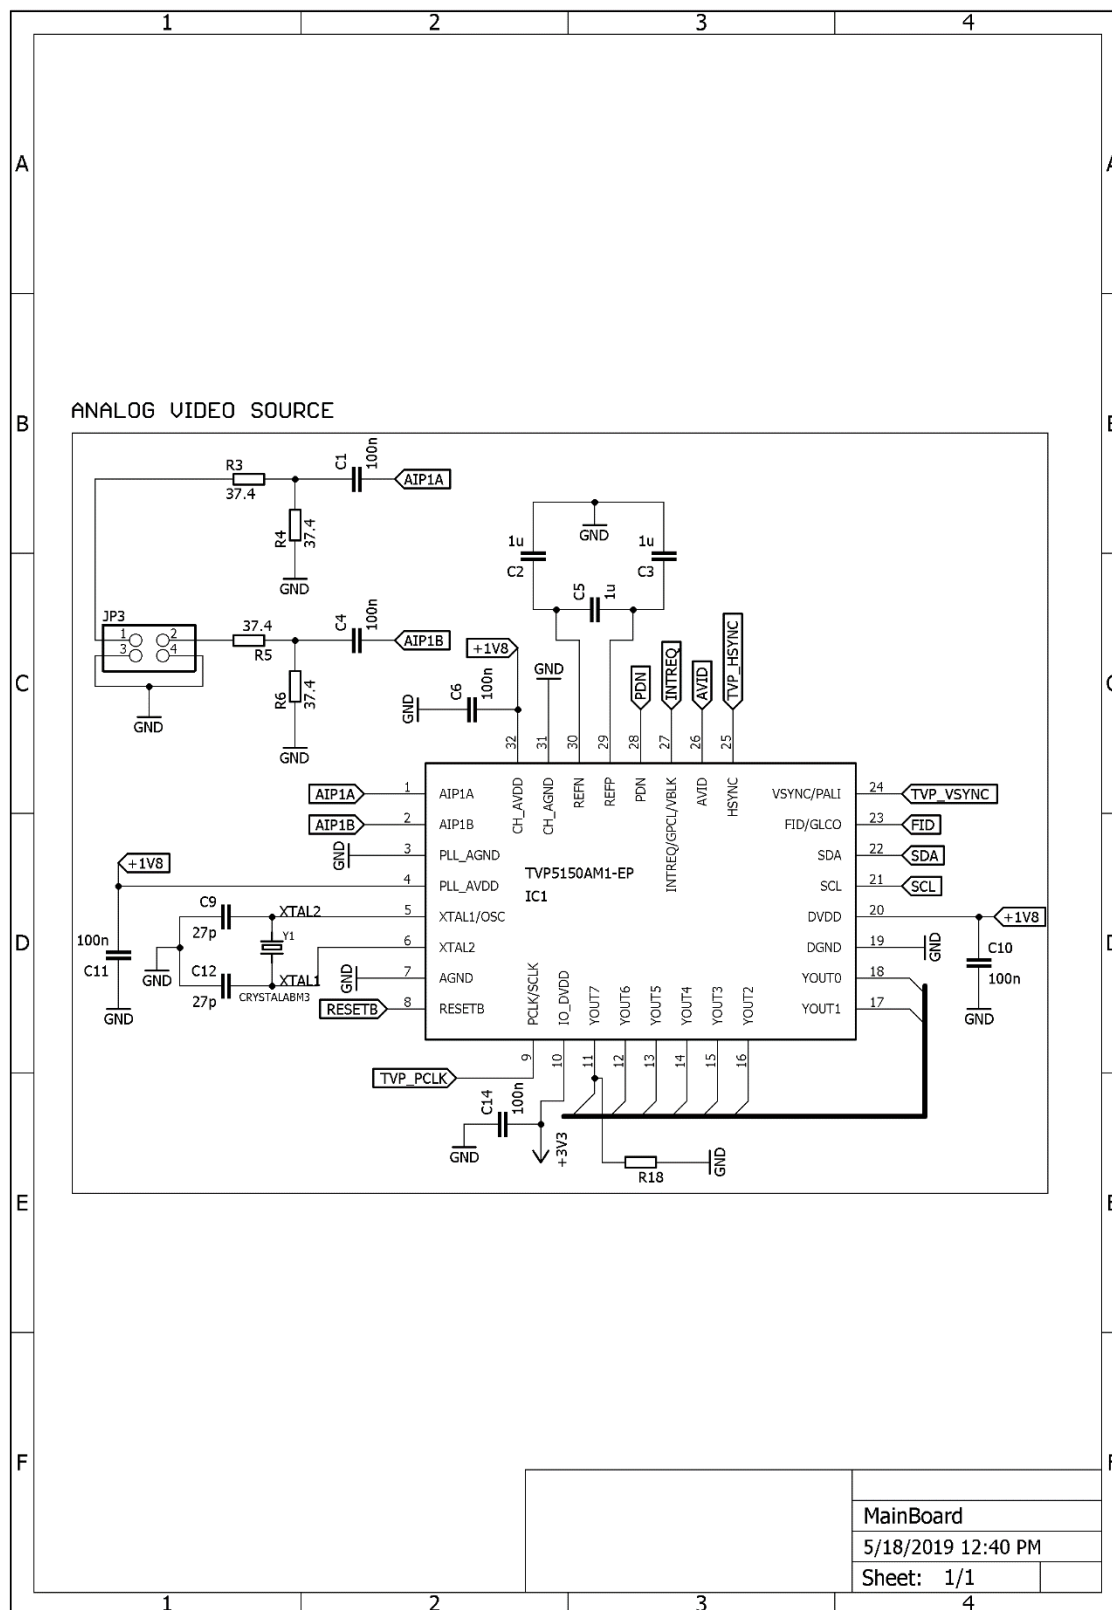 1 2 3 4
A A
B B
ANALOG VIDEO SOURCE
R3
37.4
C1
100n
AIP1A
R4
37.4
GND
1u
C2
GND
1u
C3
C5
1u
JP3
1 2
3 4
GND
37.4
R5
C4
100n
AIP1B
R6
37.4
GND
+1V8
C6
100n
GND
GND
PDN
INTREQ
AVID
TVP_HSYNC
C C
32 31 30 29 28 27 26 25
CH_AVDD CH_AGND REFN REFP PDN INTREQ/GPCL/VBLK AVID HSYNC
AIP1A 1 AIP1A VSYNC/PALI 24 TVP_VSYNC
AIP1B 2 AIP1B FID/GLCO 23 FID
GND 3 PLL_AGND SDA 22 SDA
+1V8 4 PLL_AVDD SCL 21 SCL
TVP5150AM1-EP
IC1
C9
27p
XTAL2 5 XTAL1/OSC DVDD 20 +1V8
Y1
6 XTAL2 DGND 19 GND
D D
100n
C11
GND
GND
C12
27p
XTAL1
CRYSTALABM3
GND 7 AGND YOUT0 18
RESETB 8 RESETB YOUT1 17
C10
100n
GND
PCLK/SCLK IO_DVDD YOUT7 YOUT6 YOUT5 YOUT4 YOUT3 YOUT2
9 10 11 12 13 14 15 16
TVP_PCLK
C14
100n
GND
+3V3
R18
GND
E E
F F
MainBoard
5/18/2019 12:40 PM
Sheet: 1/1
1 2 3 4